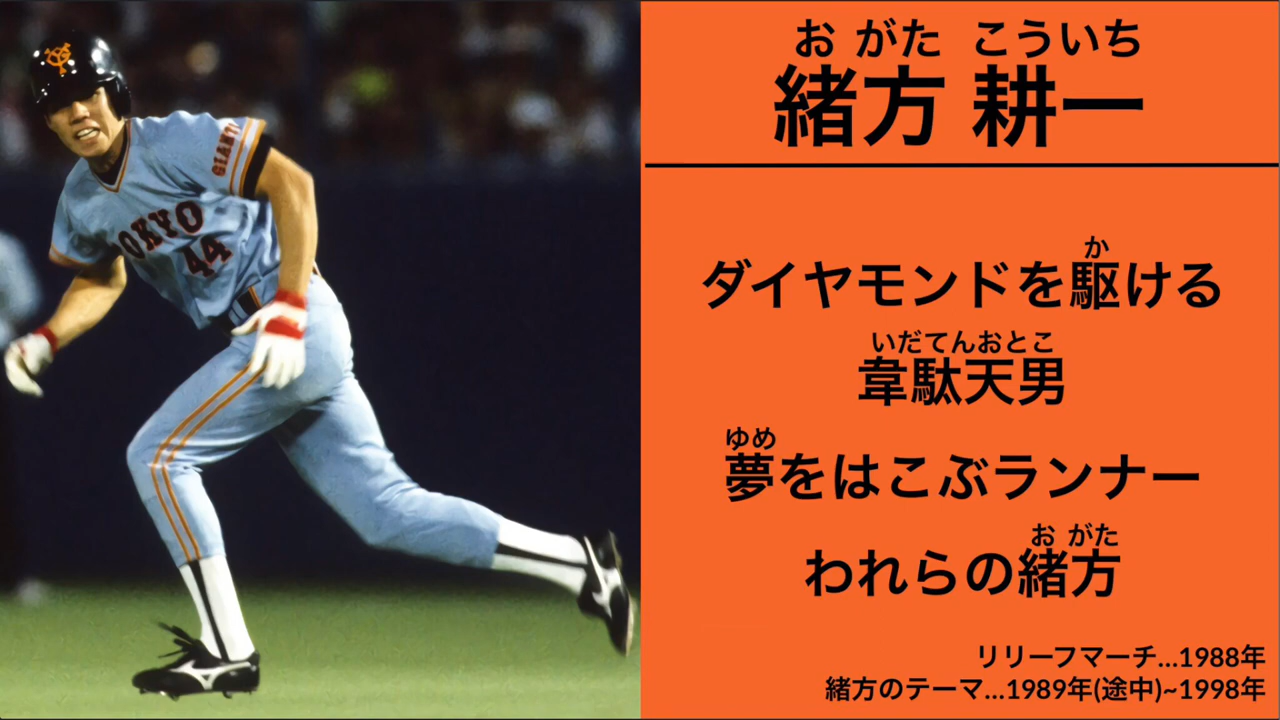 YG
GIANTS
TOKYO
44
おがた こういち
緒方 耕一
ダイヤモンドを駆ける
か
韋駄天男
いだてんおとこ
夢をはこぶランナー
ゆめ
われらの緒方
おがた
リリーフマーチ...1988年
緒方のテーマ...1989年(途中)~1998年